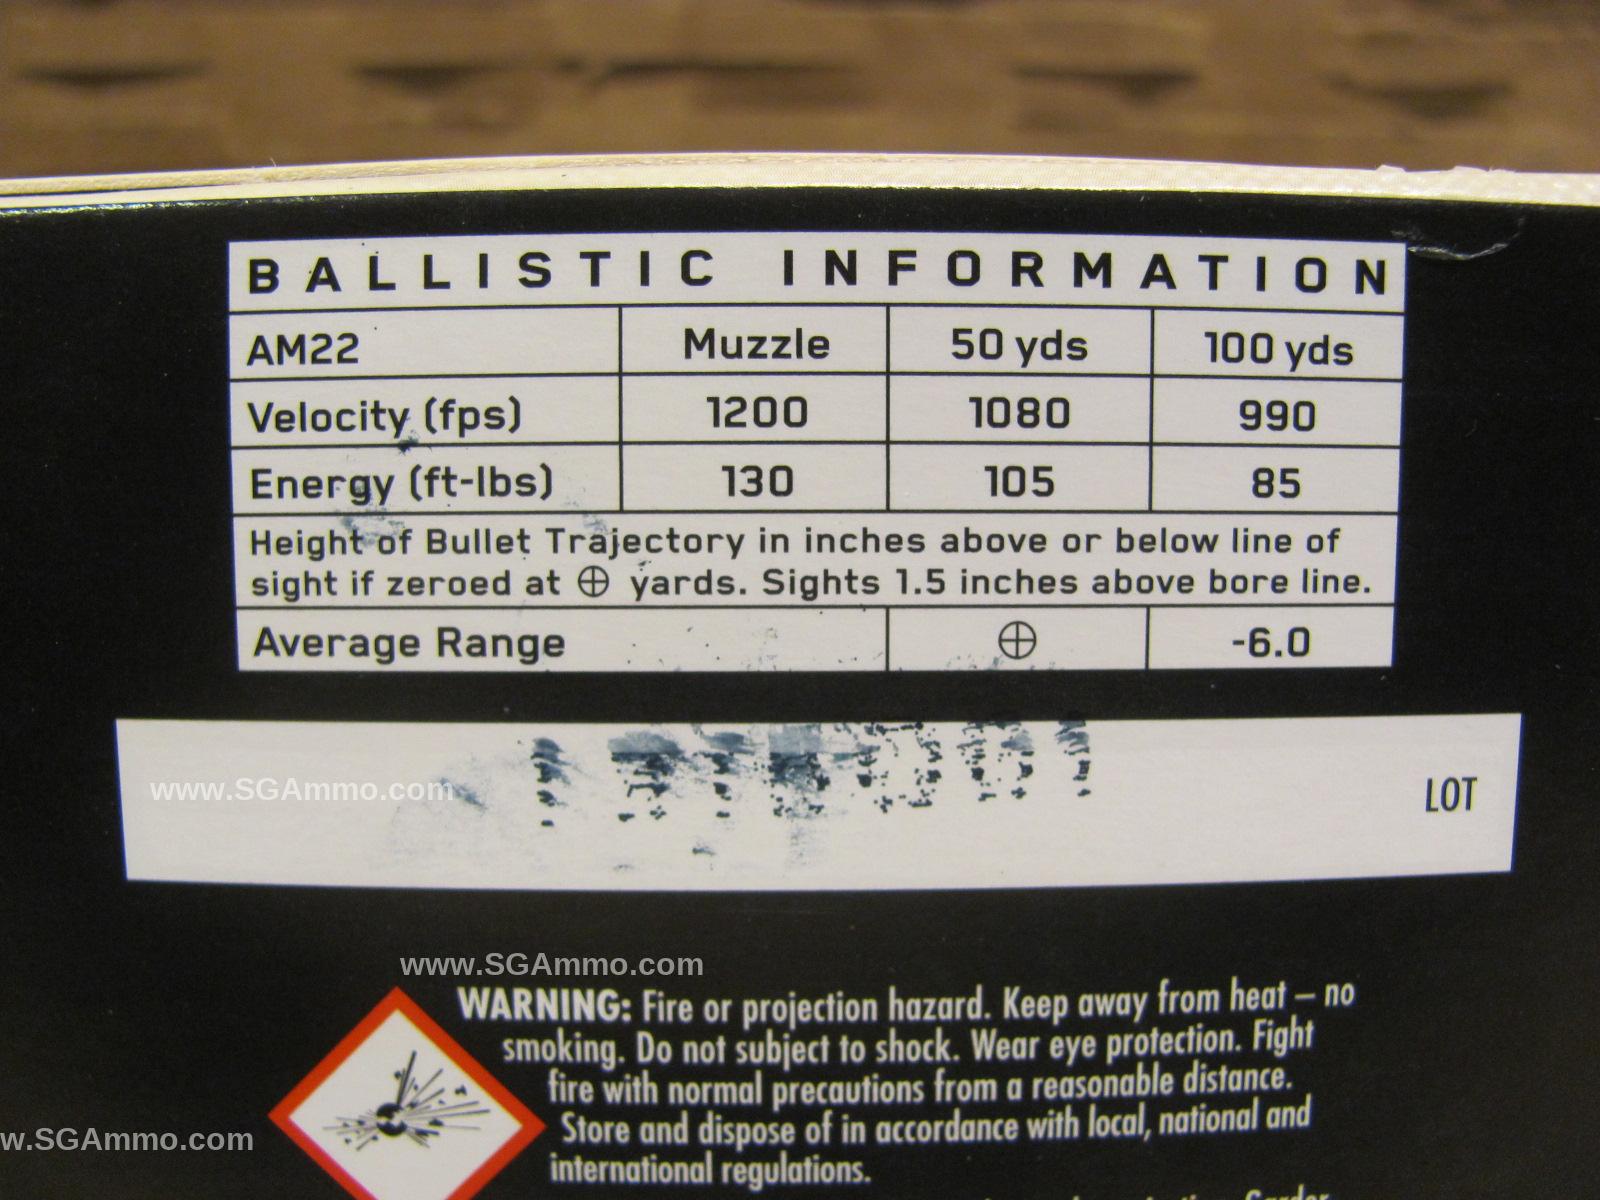 BALLISTIC INFORMATION
AM22 Muzzle 50 yds 100 yds
Velocity (fps) 1200 1080 990
Energy (ft-lbs) 130 105 85
Height of Bullet Trajectory in inches above or below line of
sight if zeroed at ⊕ yards. Sights 1.5 inches above bore line.
Average Range ⊕ -6.0
www.SGAmmo.com
LOT
www.SGAmmo.com
WARNING: Fire or projection hazard. Keep away from heat – no
smoking. Do not subject to shock. Wear eye protection. Fight
fire with normal precautions from a reasonable distance.
Store and dispose of in accordance with local, national and
w.SGAmmo.com
international regulations.